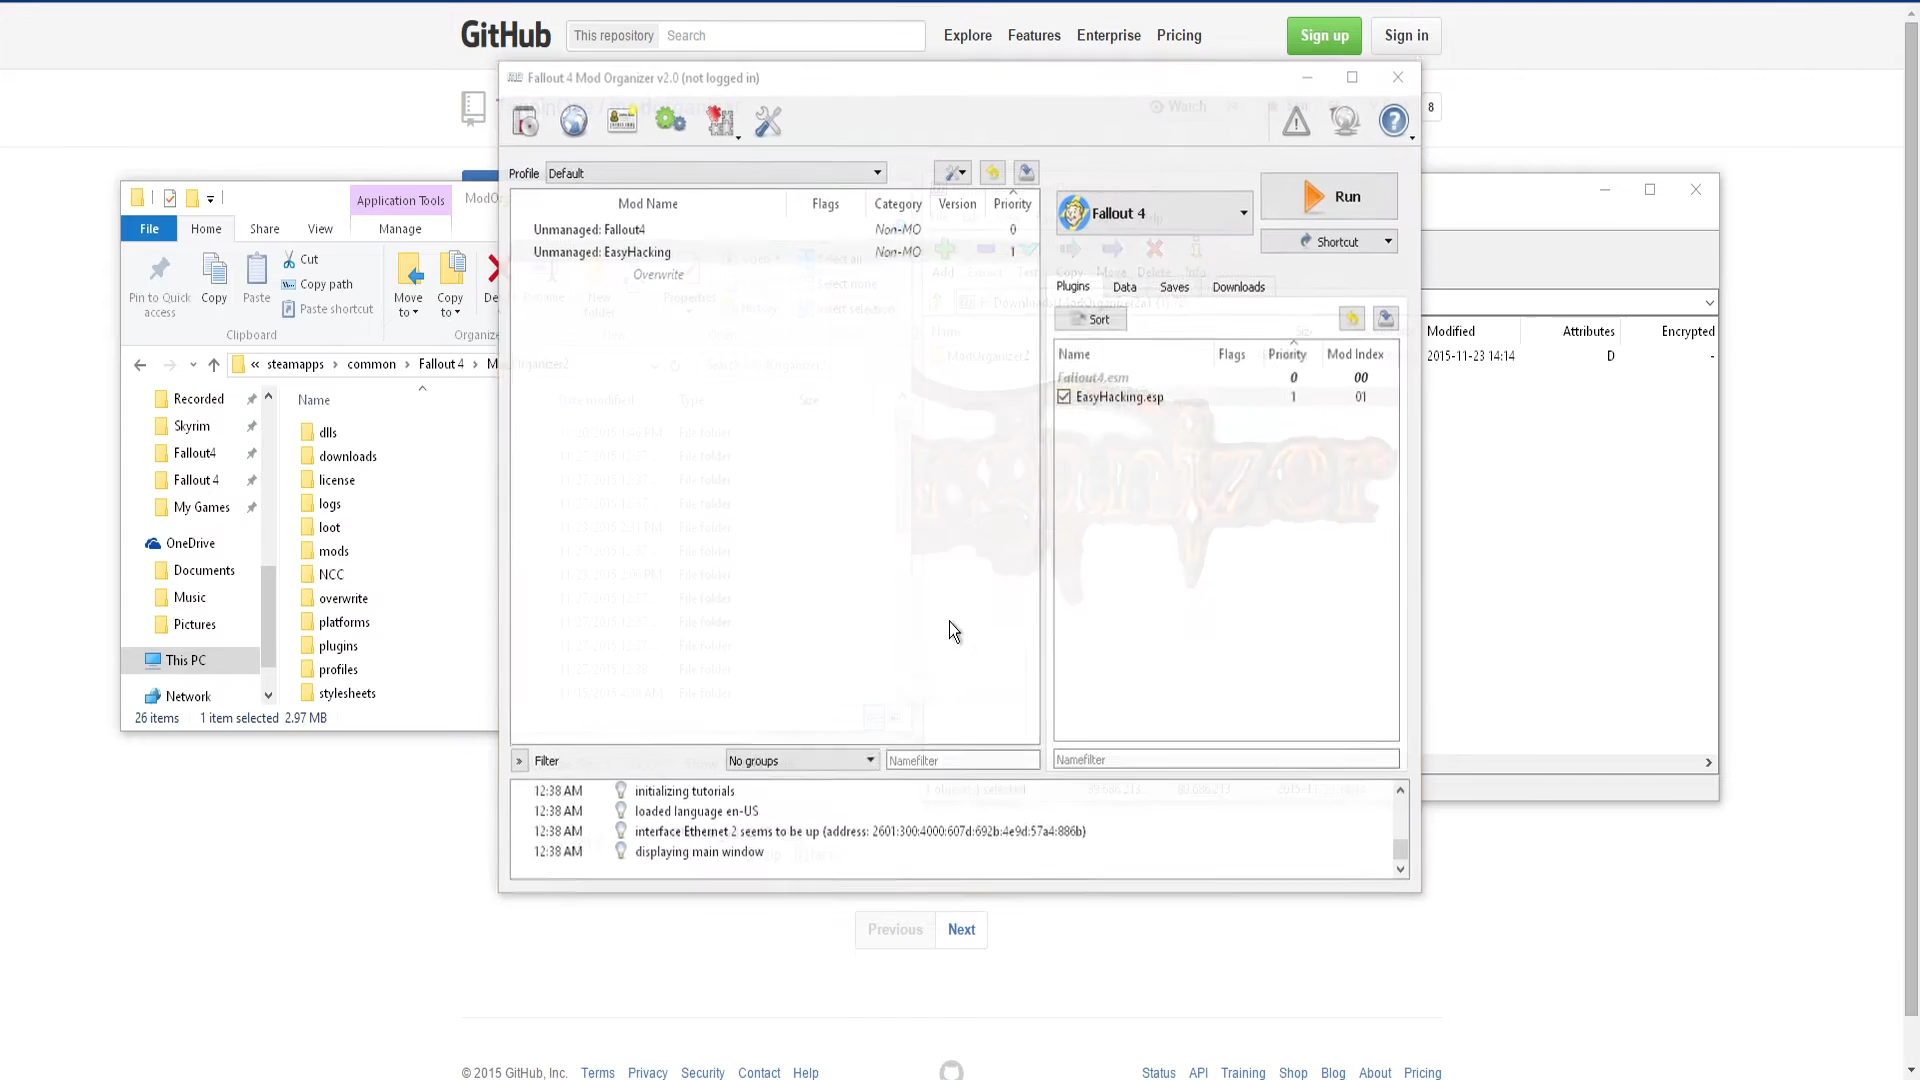 GitHub This repository Search Explore Features Enterprise Pricing Sign up Sign in
Fallout 4 Mod Organizer v2.0 (not logged in)
Watch 8
Profile Default
Mod Name Flags Category Version Priority
Unmanaged: Fallout4 Non-MO 0
Unmanaged: EasyHacking Non-MO 1
Overwrite
Filter No groups Namefilter
Fallout 4 Run
Shortcut
Plugins Data Saves Downloads
Sort
Name Flags Priority Mod Index
Fallout4.esm 0 00
EasyHacking.esp 1 01
Namefilter
12:38 AM initializing tutorials
12:38 AM loaded language en-US
12:38 AM interface Ethernet 2 seems to be up (address: 2601:300:4000:607d:692b:4e9d:57a4:886b)
12:38 AM displaying main window
Application Tools
File Home Share View Manage
Pin to Quick access
Copy
Paste
Cut
Copy path
Paste shortcut
Clipboard
Move to
Copy to
Organize
« steamapps › common › Fallout 4 ›
Recorded
Skyrim
Fallout4
Fallout 4
My Games
OneDrive
Documents
Music
Pictures
This PC
Network
Name
dlls
downloads
license
logs
loot
mods
NCC
overwrite
platforms
plugins
profiles
stylesheets
26 items 1 item selected 2.97 MB
Modified Attributes Encrypted
2015-11-23 14:14 D -
Previous Next
© 2015 GitHub, Inc. Terms Privacy Security Contact Help
Status API Training Shop Blog About Pricing